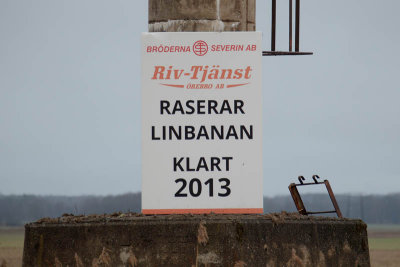 BRÖDERNA SEVERIN AB
Riv-Tjänst
ÖREBRO AB
RASERAR
LINBANAN
KLART
2013